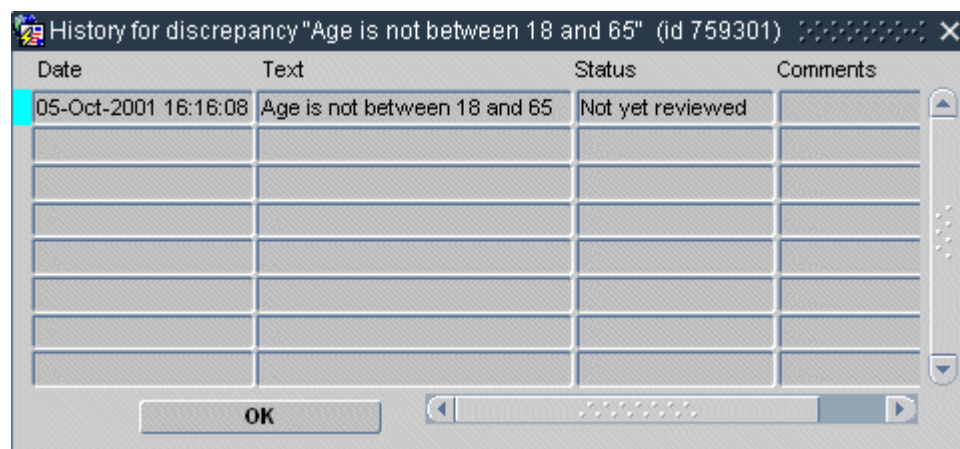 History for discrepancy "Age is not between 18 and 65" (id 759301)
Date Text Status Comments
05-Oct-2001 16:16:08 Age is not between 18 and 65 Not yet reviewed
OK